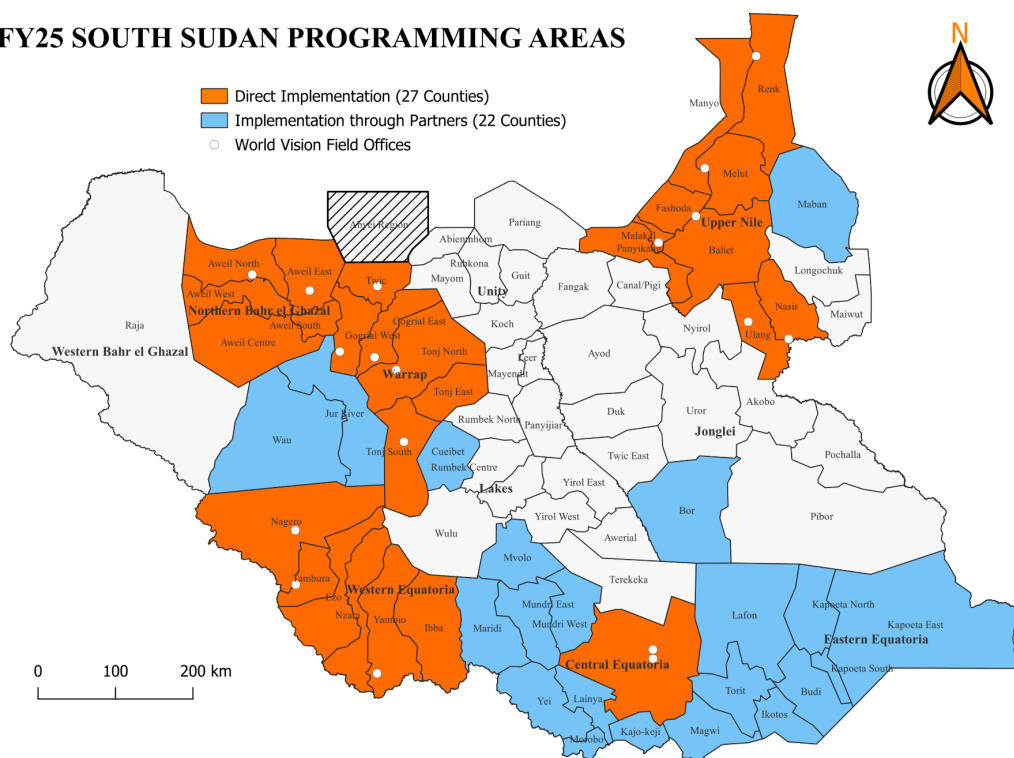 FY25 SOUTH SUDAN PROGRAMMING AREAS
N
Direct Implementation (27 Counties)
Implementation through Partners (22 Counties)
World Vision Field Offices
Renk
Manyo
Melut
Maban
Fashoda
Upper Nile
Malakal
Panyikang
Baliet
Longochuk
Nasir
Maiwut
Ulang
Abyei Region
Pariang
Abiemnhom
Rubkona
Mayom
Guit
Unity
Fangak
Canal/Pigi
Nyirol
Aweil North
Aweil East
Twic
Aweil West
Northern Bahr el Ghazal
Aweil South
Aweil Centre
Gogrial East
Gogrial West
Koch
Raja
Western Bahr el Ghazal
Tonj North
Leer
Ayod
Warrap
Mayendit
Tonj East
Akobo
Jur River
Rumbek North
Panyijiar
Duk
Uror
Jonglei
Wau
Tonj South
Cueibet
Rumbek Centre
Twic East
Pochalla
Lakes
Yirol East
Yirol West
Bor
Pibor
Nagero
Wulu
Awerial
Mvolo
Terekeka
Tambura
Ezo
Western Equatoria
Nzara
Yambio
Ibba
Maridi
Mundri East
Mundri West
Lafon
Kapoeta North
Kapoeta East
Eastern Equatoria
Central Equatoria
Kapoeta South
Yei
Lainya
Torit
Budi
Ikotos
Morobo
Kajo-keji
Magwi
0 100 200 km